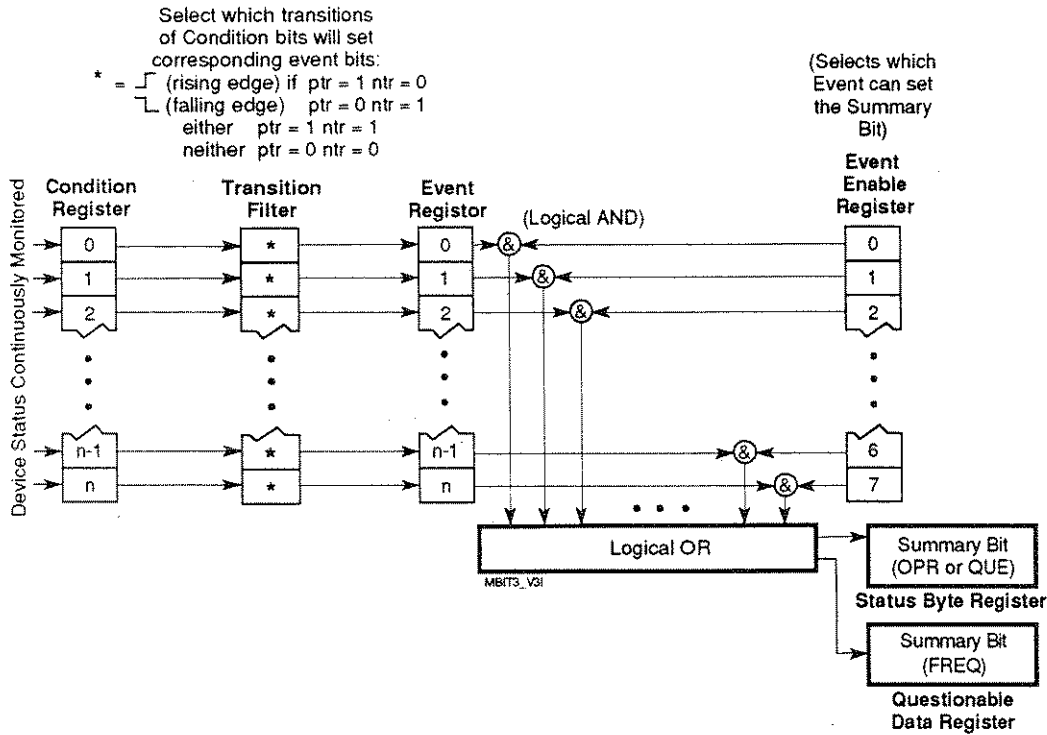 Select which transitions
of Condition bits will set
corresponding event bits:
* = (rising edge) if ptr = 1 ntr = 0
(falling edge) ptr = 0 ntr = 1
either ptr = 1 ntr = 1
neither ptr = 0 ntr = 0
(Selects which
Event can set
the Summary
Bit)
Device Status Continuously Monitored
Condition
Register
Transition
Filter
Event
Registor
(Logical AND)
Event
Enable
Register
0 * 0 & 0
1 * 1 & 1
2 * 2 & 2
n-1 * n-1 & 6
n * n & 7
Logical OR
MBIT3_V3I
Summary Bit
(OPR or QUE)
Status Byte Register
Summary Bit
(FREQ)
Questionable
Data Register